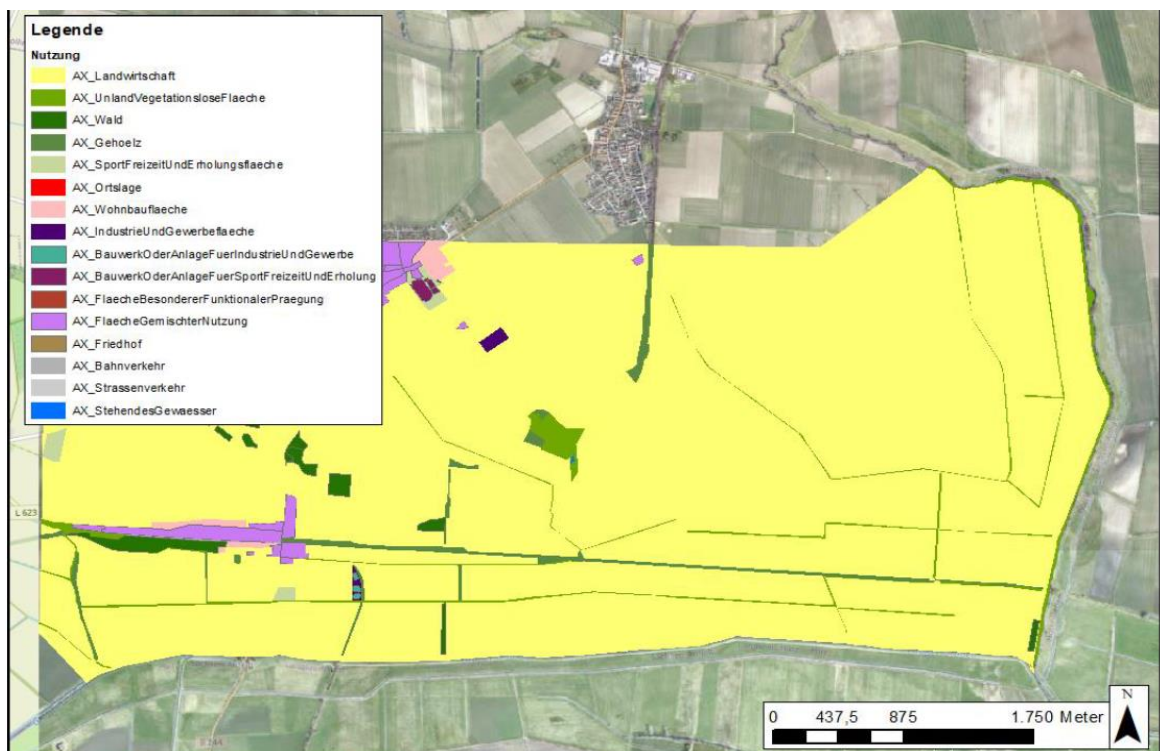 Legende
Nutzung
AX_Landwirtschaft
AX_UnlandVegetationsloseFlaeche
AX_Wald
AX_Gehoelz
AX_SportFreizeitUndErholungsflaeche
AX_Ortslage
AX_Wohnbauflaeche
AX_IndustrieUndGewerbeflaeche
AX_BauwerkOderAnlageFuerIndustrieUndGewerbe
AX_BauwerkOderAnlageFuerSportFreizeitUndErholung
AX_FlaecheBesondererFunktionalerPraegung
AX_FlaecheGemischterNutzung
AX_Friedhof
AX_Bahnverkehr
AX_Strassenverkehr
AX_StehendesGewaesser
L 623
B 244
0 437,5 875 1.750 Meter
N